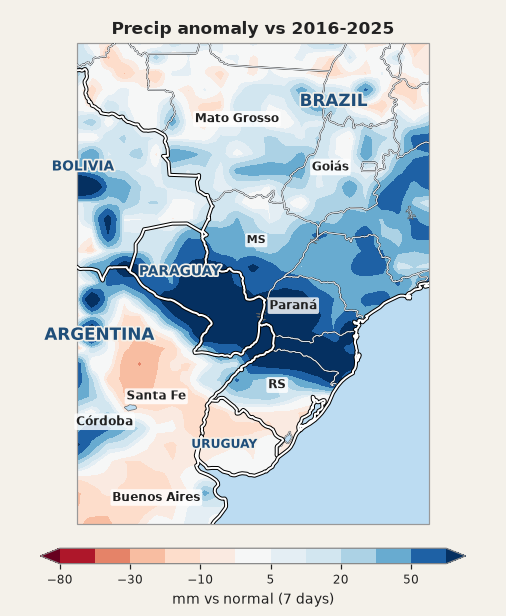 Precip anomaly vs 2016-2025
BRAZIL
Mato Grosso
BOLIVIA
Goiás
MS
PARAGUAY
Paraná
ARGENTINA
RS
Santa Fe
Córdoba
URUGUAY
Buenos Aires
−80 −30 −10 5 20 50
mm vs normal (7 days)